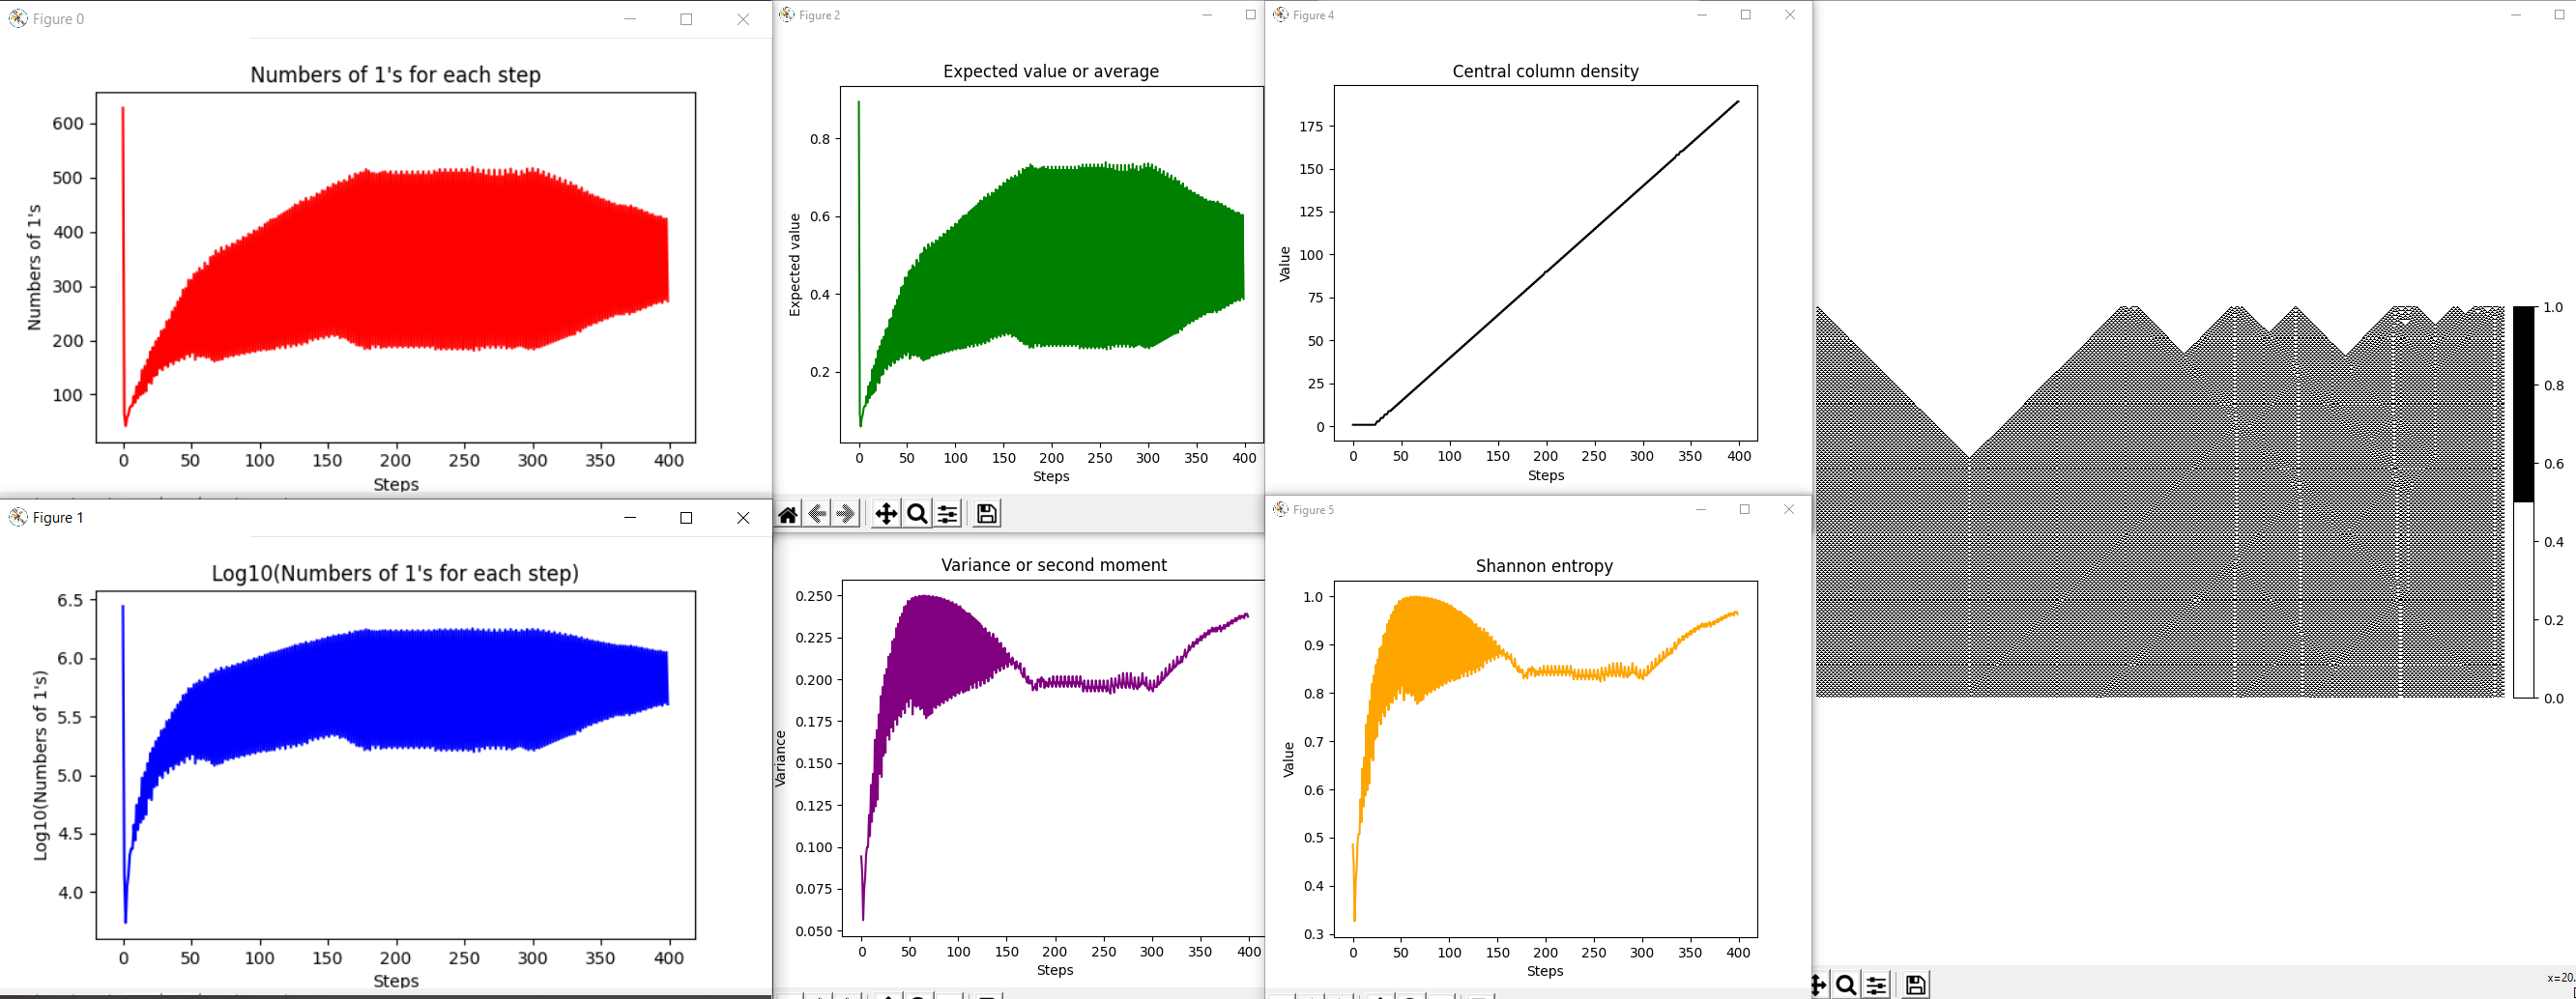 Figure 0
Numbers of 1's for each step
Numbers of 1's
600
500
400
300
200
100
0 50 100 150 200 250 300 350 400
Steps
Figure 1
Log10(Numbers of 1's for each step)
Log10(Numbers of 1's)
6.5
6.0
5.5
5.0
4.5
4.0
0 50 100 150 200 250 300 350 400
Steps
Figure 2
Expected value or average
Expected value
0.8
0.6
0.4
0.2
0 50 100 150 200 250 300 350 400
Steps
Variance or second moment
Variance
0.250
0.225
0.200
0.175
0.150
0.125
0.100
0.075
0.050
0 50 100 150 200 250 300 350 400
Steps
Figure 4
Central column density
Value
175
150
125
100
75
50
25
0
0 50 100 150 200 250 300 350 400
Steps
Figure 5
Shannon entropy
Value
1.0
0.9
0.8
0.7
0.6
0.5
0.4
0.3
0 50 100 150 200 250 300 350 400
Steps
1.0
0.8
0.6
0.4
0.2
0.0
x=20.